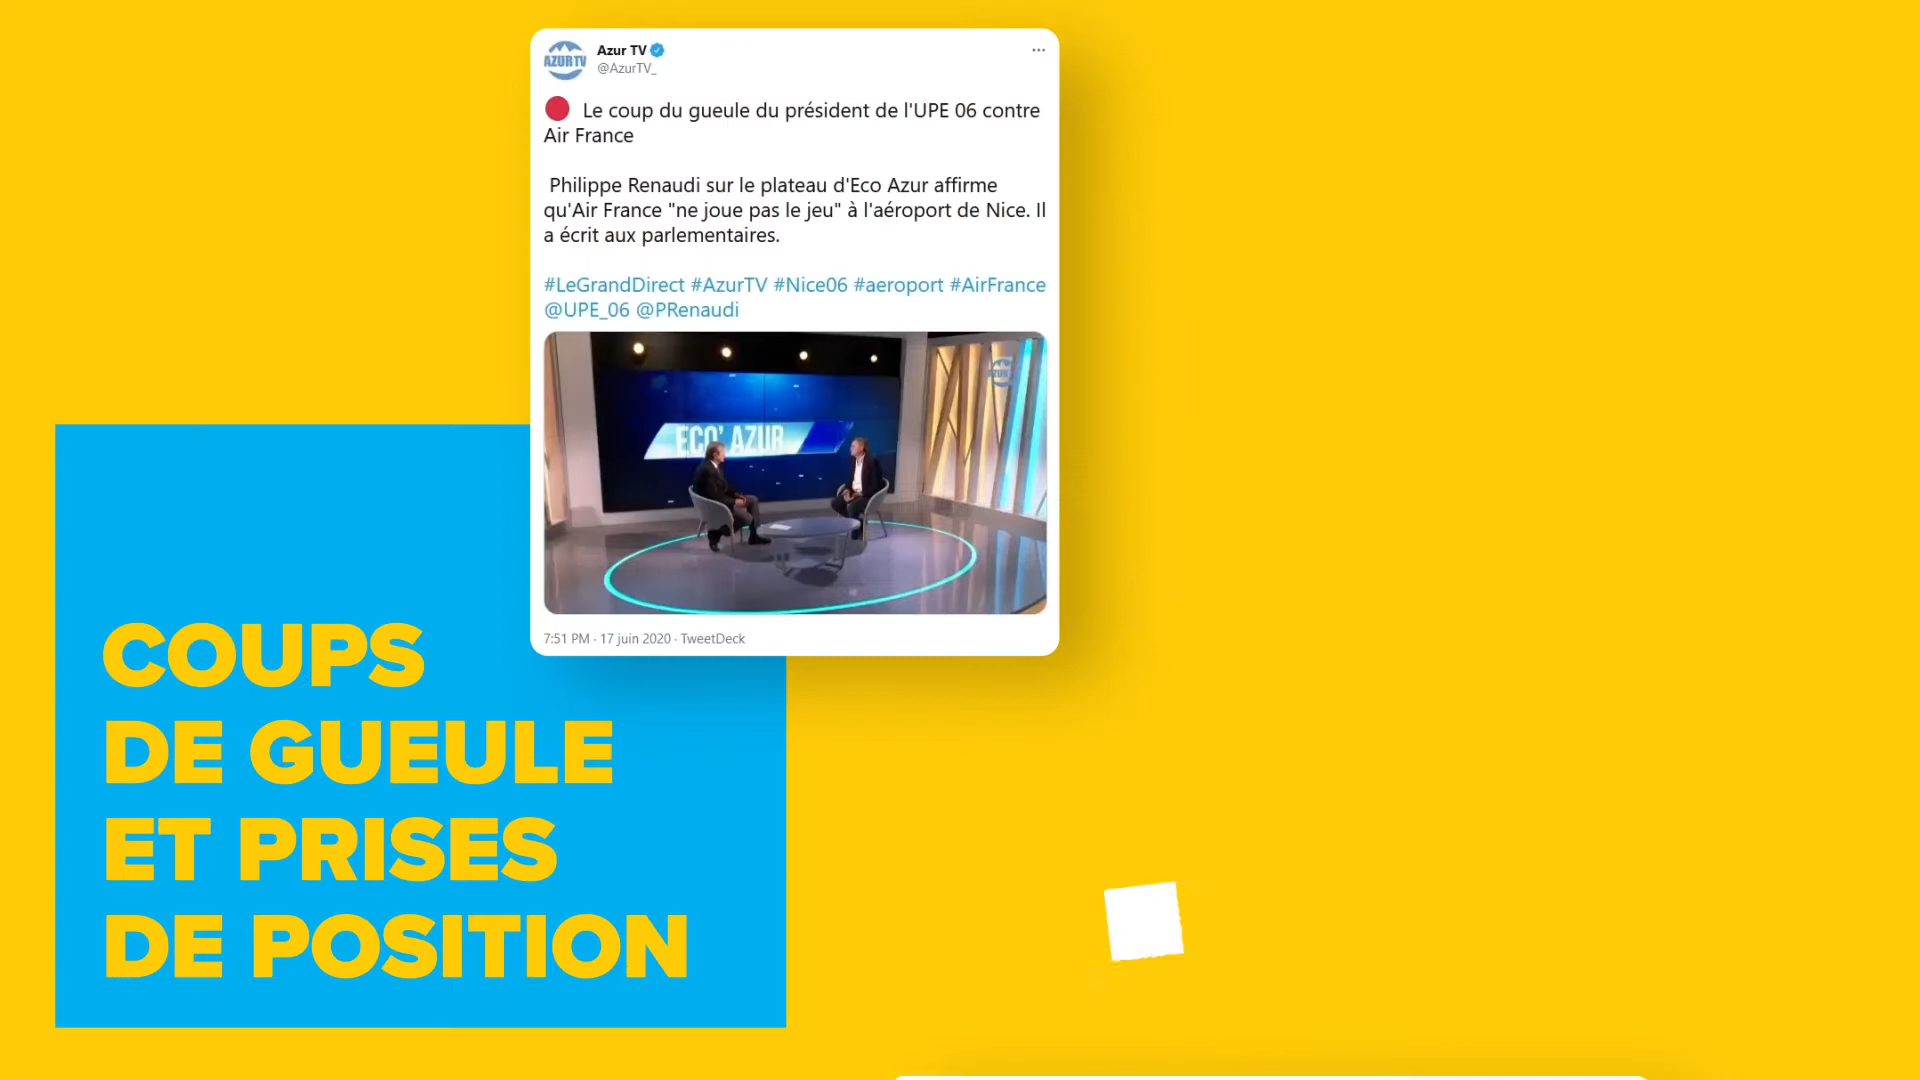 AZUR TV
Azur TV
@AzurTV_
Le coup du gueule du président de l'UPE 06 contre
Air France
Philippe Renaudi sur le plateau d'Eco Azur affirme
qu'Air France "ne joue pas le jeu" à l'aéroport de Nice. Il
a écrit aux parlementaires.
#LeGrandDirect #AzurTV #Nice06 #aeroport #AirFrance
@UPE_06 @PRenaudi
ECO' AZUR
7:51 PM · 17 juin 2020 · TweetDeck
COUPS
DE GUEULE
ET PRISES
DE POSITION